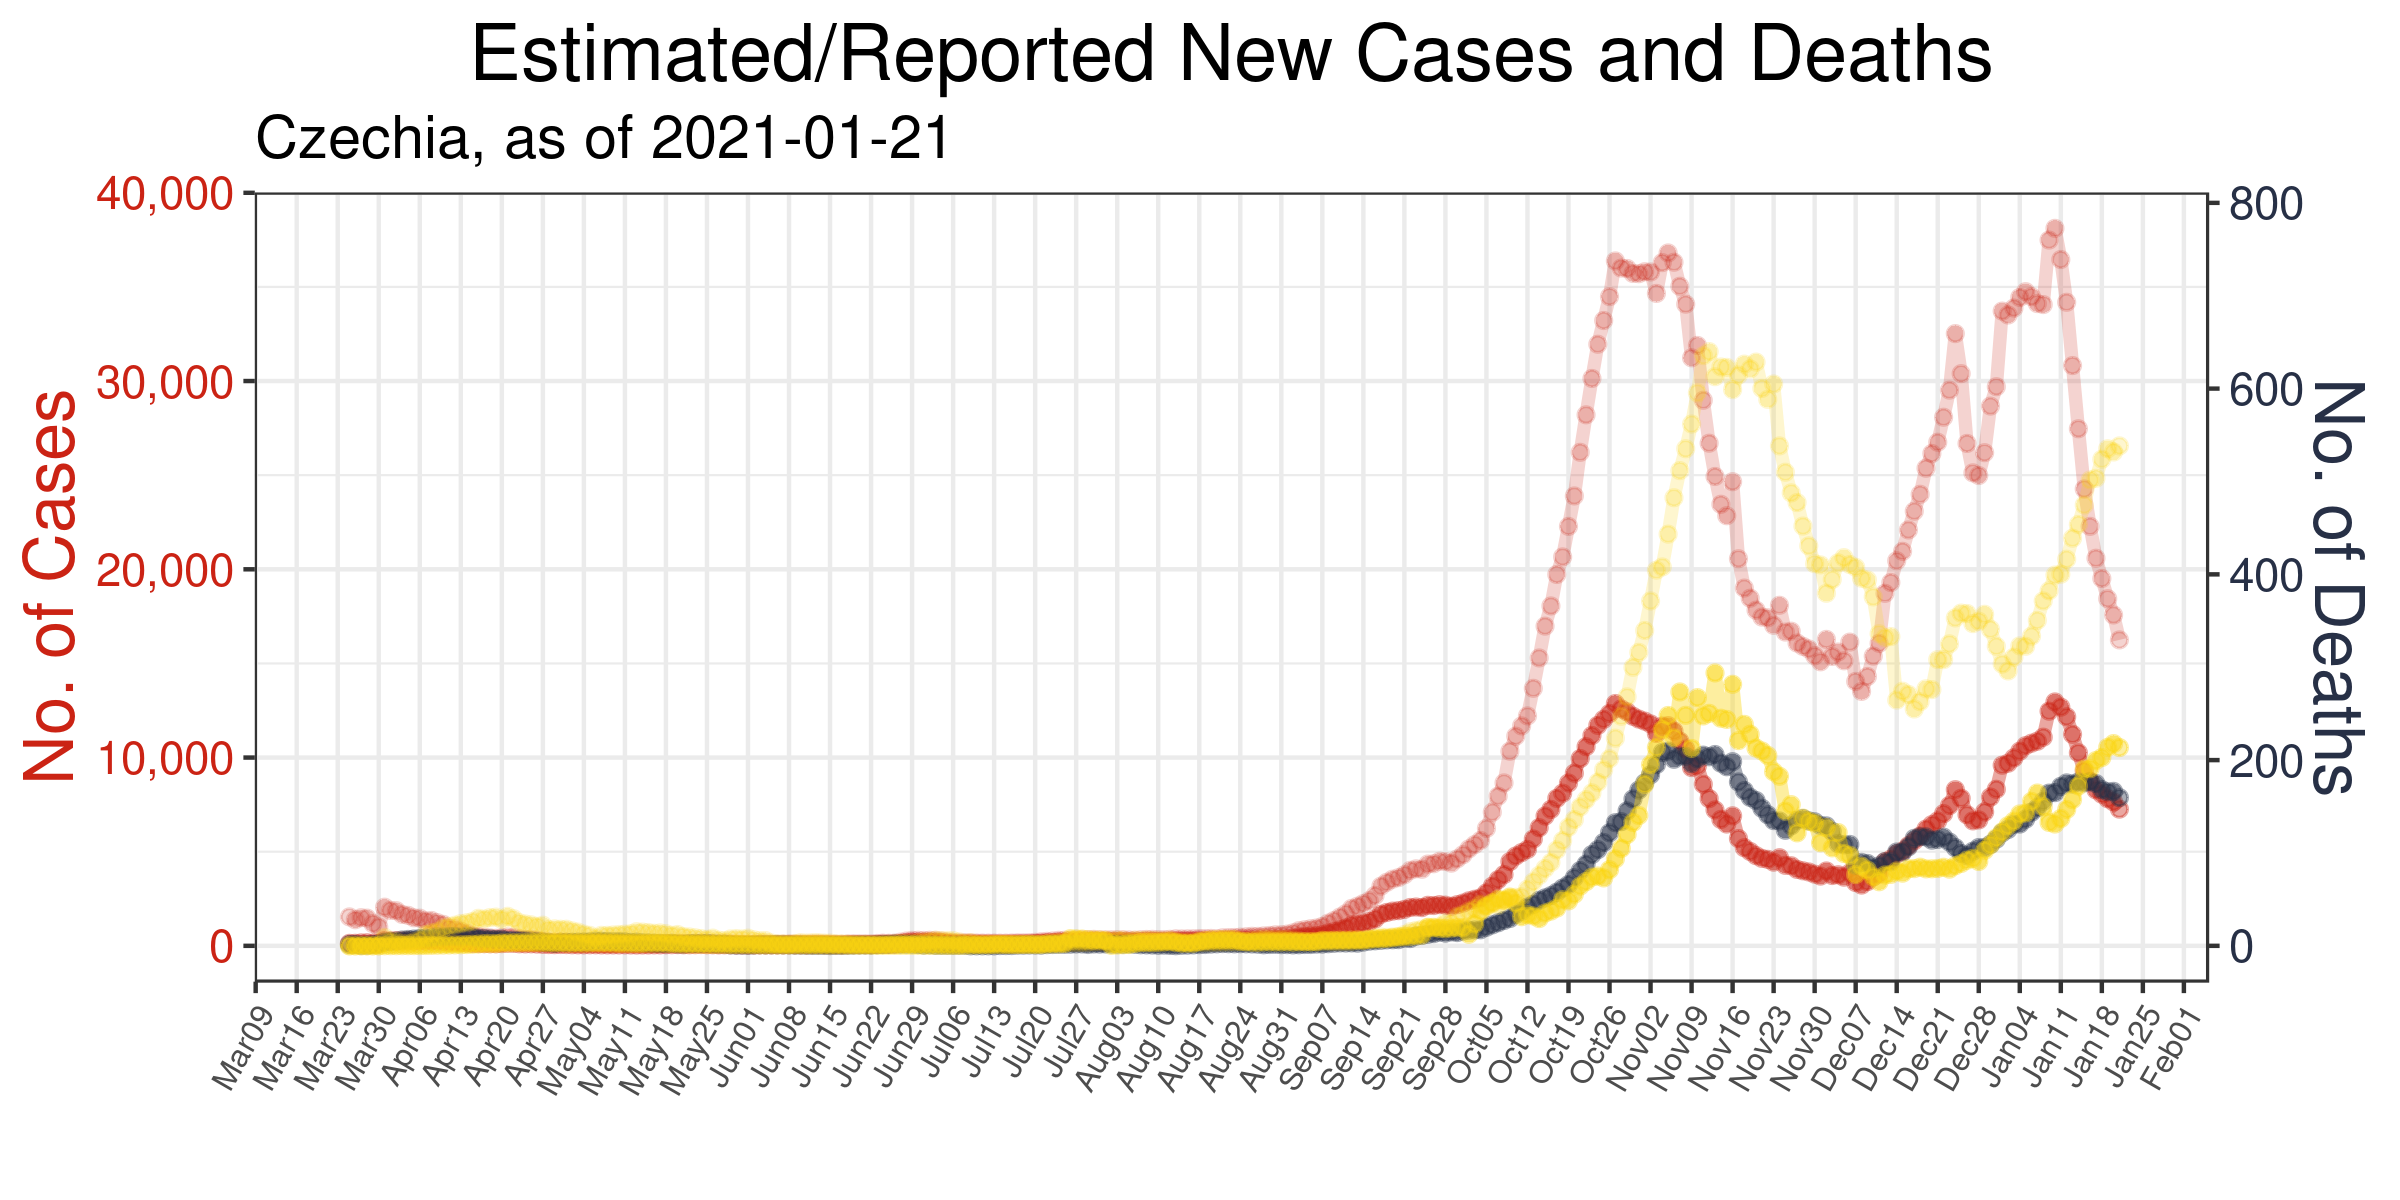 Estimated/Reported New Cases and Deaths
Czechia, as of 2021-01-21
No. of Cases
40,000
30,000
20,000
10,000
0
800
600
400
200
0
No. of Deaths
Mar09
Mar16
Mar23
Mar30
Apr06
Apr13
Apr20
Apr27
May04
May11
May18
May25
Jun01
Jun08
Jun15
Jun22
Jun29
Jul06
Jul13
Jul20
Jul27
Aug03
Aug10
Aug17
Aug24
Aug31
Sep07
Sep14
Sep21
Sep28
Oct05
Oct12
Oct19
Oct26
Nov02
Nov09
Nov16
Nov23
Nov30
Dec07
Dec14
Dec21
Dec28
Jan04
Jan11
Jan18
Jan25
Feb01